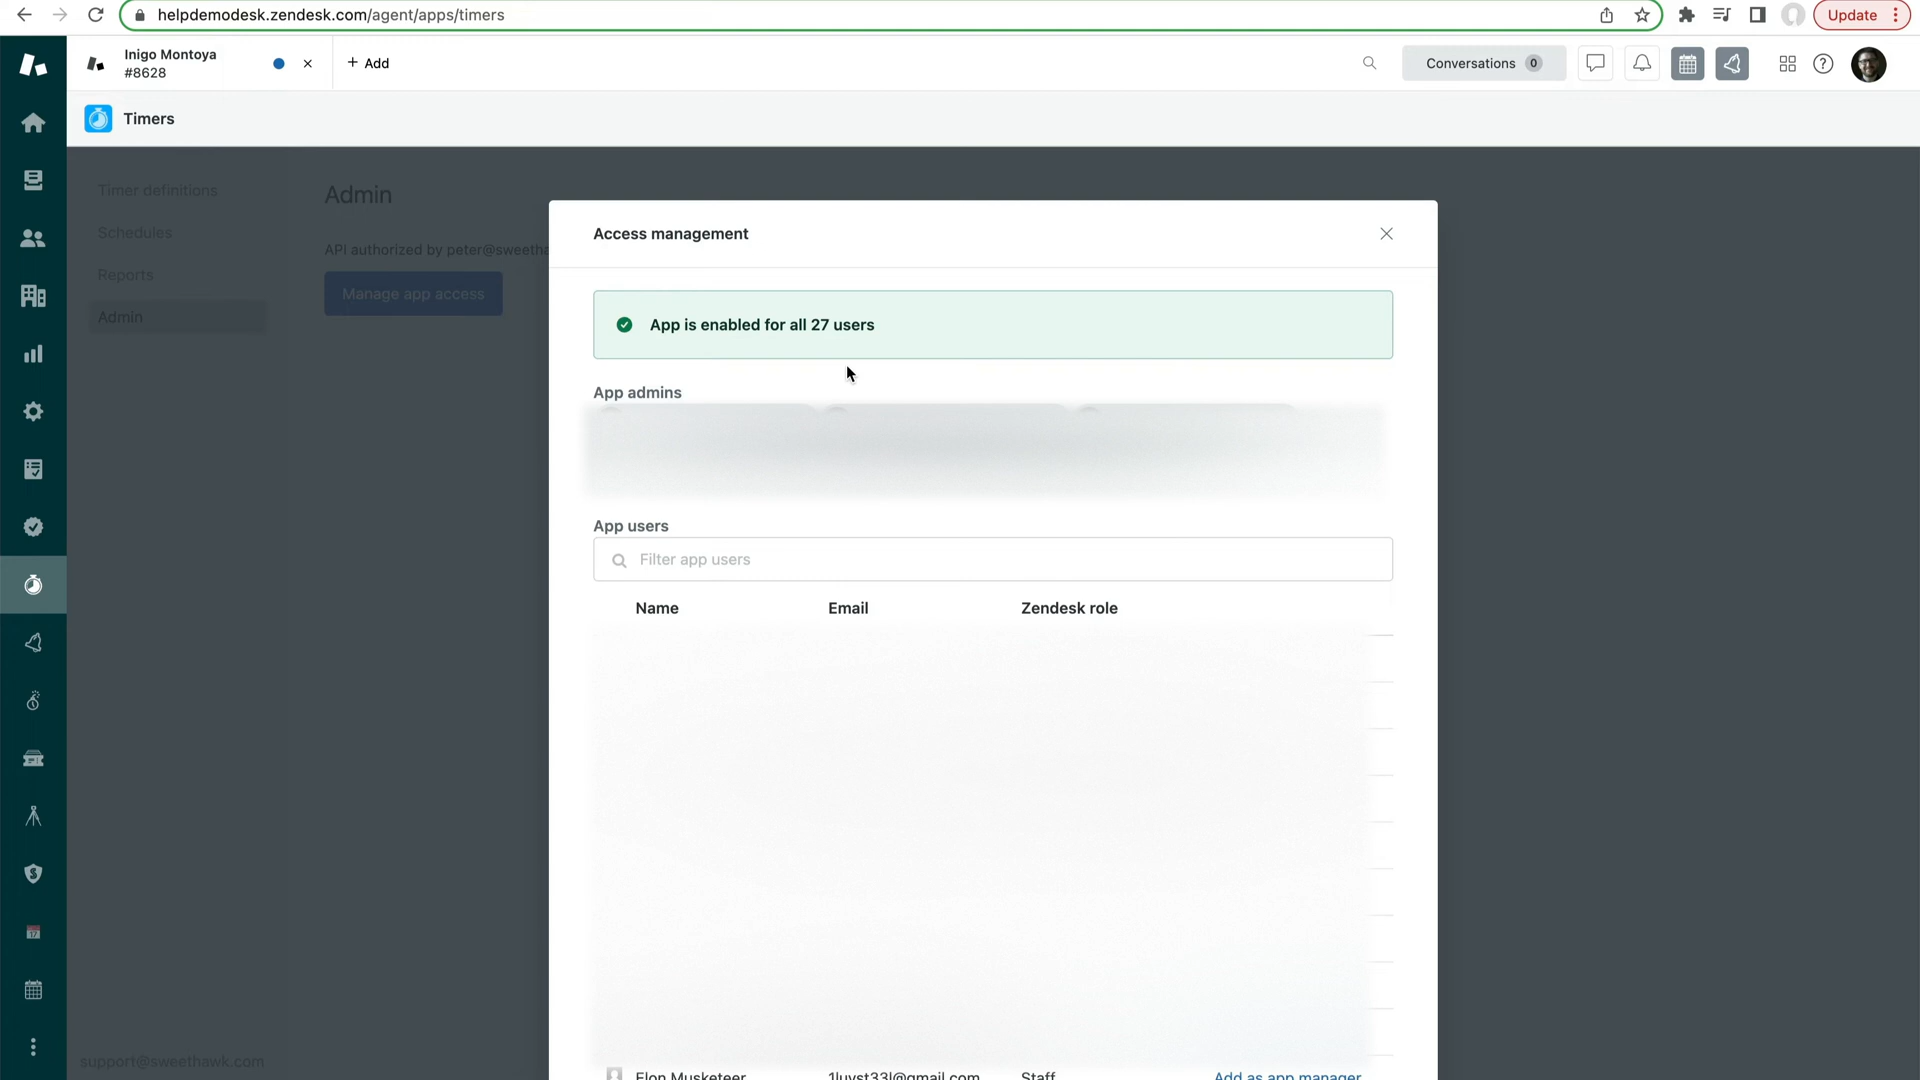 helpdemodesk.zendesk.com/agent/apps/timers
Update
Inigo Montoya
#8628
+ Add
Conversations 0
Timers
Timer definitions
Schedules
Reports
Admin
Admin
API authorized by peter@sweetha
Manage app access
Access management
App is enabled for all 27 users
App admins
App users
Filter app users
Name Email Zendesk role
Elon Musketeer 1luvst33l@gmail.com Staff Add as app manager
support@sweethawk.com
17